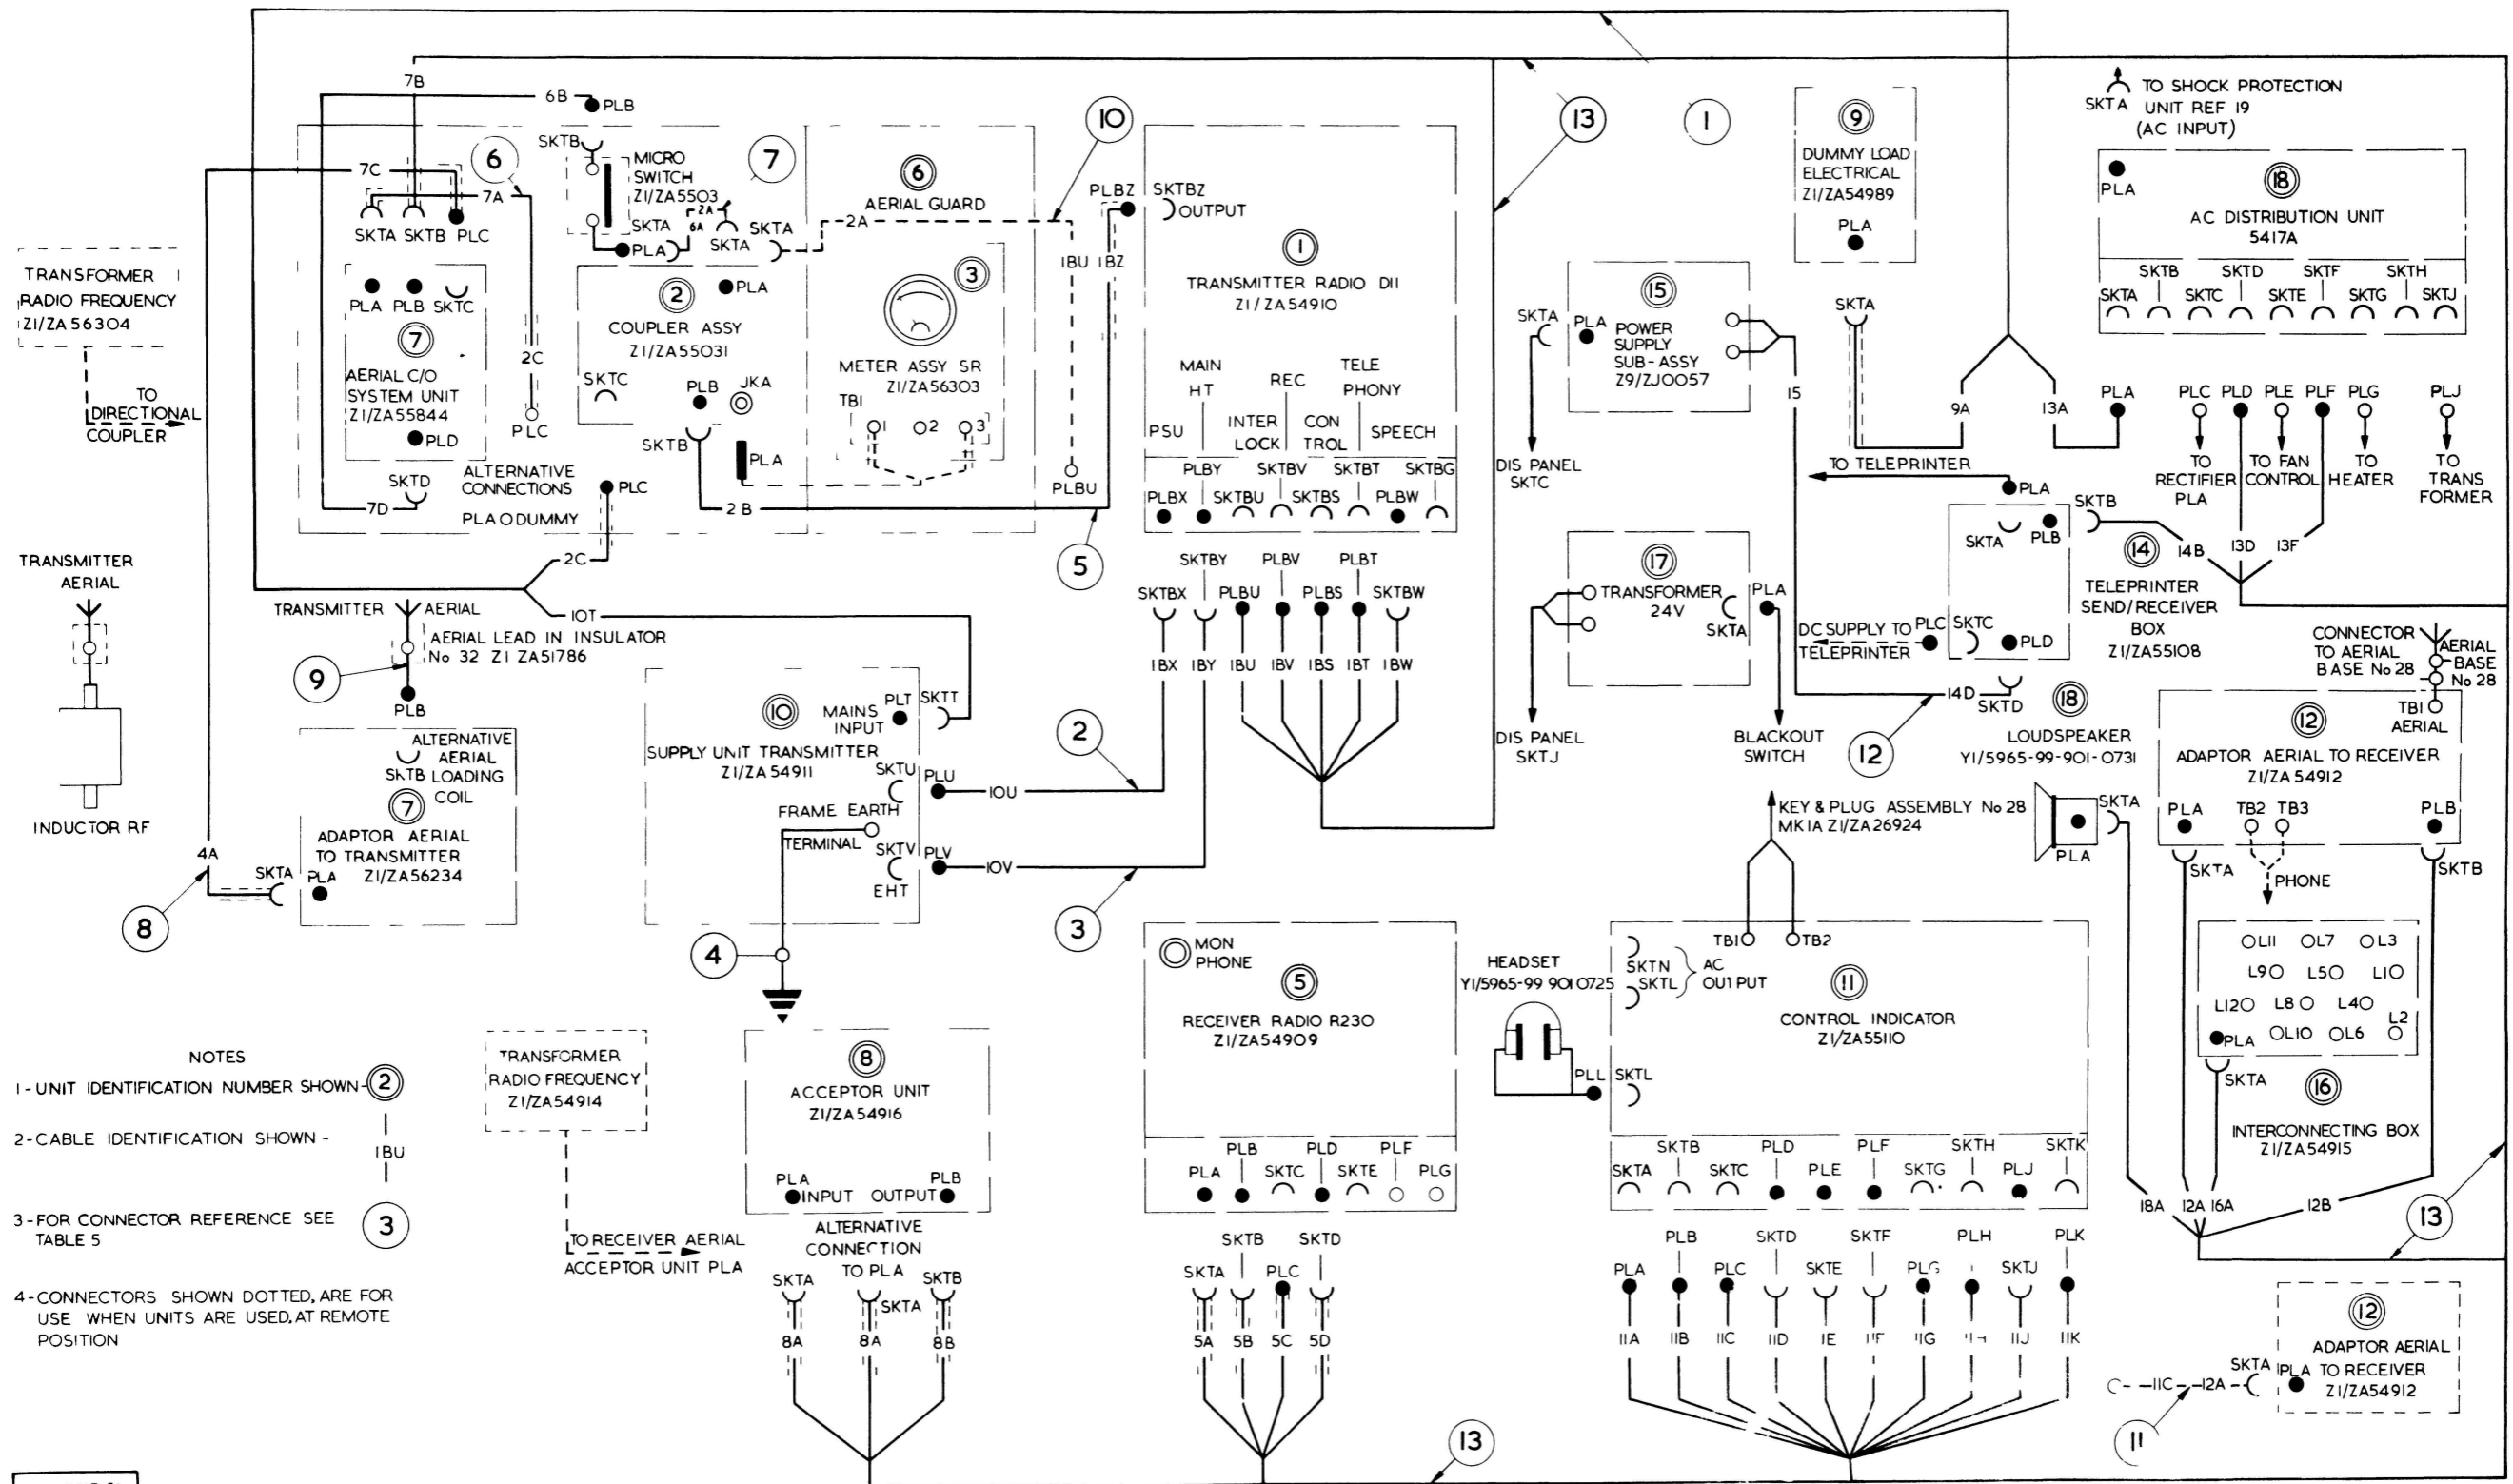 7B
6B
PLB
SKTB
MICRO
SWITCH
Z1/ZA5503
7
7C
6
7A
SKTA SKTB PLC
2A
6A
SKTA
PLA
SKTA
SKTA
2A
6
AERIAL GUARD
10
PLBZ
SKTBZ
OUTPUT
1BU
1BZ
TRANSFORMER
RADIO FREQUENCY
Z1/ZA 56304
TO
DIRECTIONAL
COUPLER
PLA PLB SKTC
7
AERIAL C/O
SYSTEM UNIT
Z1/ZA55844
PLD
SKTD
7D
2C
PLC
ALTERNATIVE
CONNECTIONS
PLA O DUMMY
PLC
2C
2
PLA
COUPLER ASSY
Z1/ZA55031
SKTC
PLB
JKA
SKTB
PLA
2B
3
METER ASSY SR
Z1/ZA56303
TB1
1 2 3
PLBU
5
1
TRANSMITTER RADIO D11
Z1/ZA54910
MAIN
HT
REC
TELE
PHONY
PSU
INTER
LOCK
CON
TROL
SPEECH
PLBY SKTBV SKTBT SKTBG
PLBX SKTBU SKTBS PLBW
SKTBY PLBV PLBT
SKTBX PLBU PLBS SKTBW
1BX 1BY 1BU 1BV 1BS 1BT 1BW
13
1
9
DUMMY LOAD
ELECTRICAL
Z1/ZA54989
PLA
SKTA
15
SKTA
PLA
POWER
SUPPLY
SUB-ASSY
Z9/ZJ0057
DIS PANEL
SKTC
15
9A
13A
PLA
SKTA
TO SHOCK PROTECTION
UNIT REF 19
(AC INPUT)
PLA
18
AC DISTRIBUTION UNIT
5417A
SKTB SKTD SKTF SKTH
SKTA SKTC SKTE SKTG SKTJ
PLC PLD PLE PLF PLG PLJ
TO
RECTIFIER
PLA
TO FAN
CONTROL
TO
HEATER
TO
TRANS
FORMER
TO TELEPRINTER
PLA
SKTB
SKTA
PLB
14B
13D
13F
14
TELEPRINTER
SEND/RECEIVER
BOX
Z1/ZA55108
17
TRANSFORMER
24V
PLA
SKTA
DIS PANEL
SKTJ
BLACKOUT
SWITCH
DC SUPPLY TO
TELEPRINTER
PLC
SKTC
PLD
14D
SKTD
12
TRANSMITTER
AERIAL
INDUCTOR RF
TRANSMITTER AERIAL
AERIAL LEAD IN INSULATOR
No 32 Z1 ZA51786
9
PLB
ALTERNATIVE
AERIAL
LOADING
COIL
SKTB
7
ADAPTOR AERIAL
TO TRANSMITTER
Z1/ZA56234
4A
SKTA
PLA
8
10T
10
MAINS
INPUT
PLT
SKTT
SUPPLY UNIT TRANSMITTER
Z1/ZA 54911
SKTU
PLU
10U
2
FRAME EARTH
TERMINAL
SKTV
PLV
EHT
10V
3
4
18
LOUDSPEAKER
Y1/5965-99-901-0731
SKTA
PLA
CONNECTOR
TO AERIAL
BASE No 28
AERIAL
BASE
No 28
TB1
AERIAL
12
ADAPTOR AERIAL TO RECEIVER
Z1/ZA 54912
PLA
TB2 TB3
PLB
SKTA
PHONE
SKTB
KEY & PLUG ASSEMBLY No 28
MK1A Z1/ZA26924
L11 L7 L3
L9 L5 L1
L12 L8 L4
PLA L10 L6 L2
SKTA
16
INTERCONNECTING BOX
Z1/ZA54915
18A 12A 16A 12B
13
MON
PHONE
5
RECEIVER RADIO R230
Z1/ZA54909
PLB PLD PLF
PLA SKTC SKTE PLG
SKTB SKTD
SKTA PLC
5A 5B 5C 5D
13
HEADSET
Y1/5965-99 901 0725
PLL
SKTL
TB1
TB2
SKTN
SKTL
AC
OUTPUT
11
CONTROL INDICATOR
Z1/ZA55110
SKTB PLD PLF SKTH SKTK
SKTA SKTC PLE SKTG PLJ
PLB SKTD SKTF PLH PLK
PLA PLC SKTE PLG SKTJ
11A 11B 11C 11D 1E 11F 11G 11H 11J 11K
TRANSFORMER
RADIO FREQUENCY
Z1/ZA54914
TO RECEIVER AERIAL
ACCEPTOR UNIT PLA
8
ACCEPTOR UNIT
Z1/ZA54916
PLA
INPUT
OUTPUT
PLB
ALTERNATIVE
CONNECTION
TO PLA
SKTA
SKTA
SKTB
8A 8A 8B
12
ADAPTOR AERIAL
TO RECEIVER
Z1/ZA54912
SKTA
PLA
11C
12A
11
NOTES
1-UNIT IDENTIFICATION NUMBER SHOWN- 2
2-CABLE IDENTIFICATION SHOWN -
1BU
3-FOR CONNECTOR REFERENCE SEE
TABLE 5
3
4-CONNECTORS SHOWN DOTTED, ARE FOR
USE WHEN UNITS ARE USED, AT REMOTE
POSITION